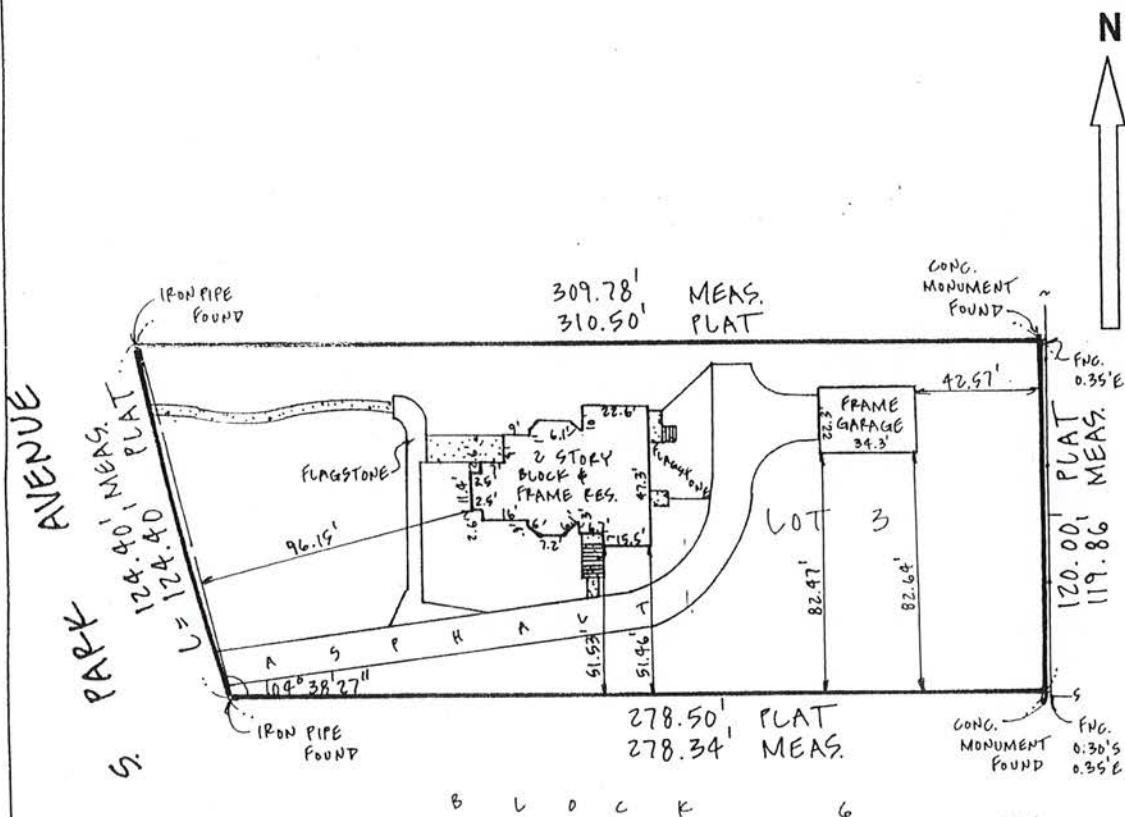 N
309.78' MEAS.
310.50' PLAT
IRON PIPE
FOUND
CONC.
MONUMENT
FOUND
FNC.
0.35'E
42.57'
FRAME
GARAGE
34.3'
22.6'
10
9'
6.1'
2 STORY
BLOCK &
FRAME RES.
FLAGSTONE
FLAGSTONE
11.4'
2.5'
2.5'
2.6'
16'
7.2'
47.3'
15.5'
96.15'
LOT 3
82.47'
82.64'
51.53'
51.46'
120.00' PLAT
119.86' MEAS.
124.40' MEAS.
L = 124.40' PLAT
S. PARK AVENUE
ASPHALT
104° 38' 27"
278.50' PLAT
278.34' MEAS.
IRON PIPE
FOUND
CONC.
MONUMENT
FOUND
FNC.
0.30'S
0.35'E
BLOCK 6